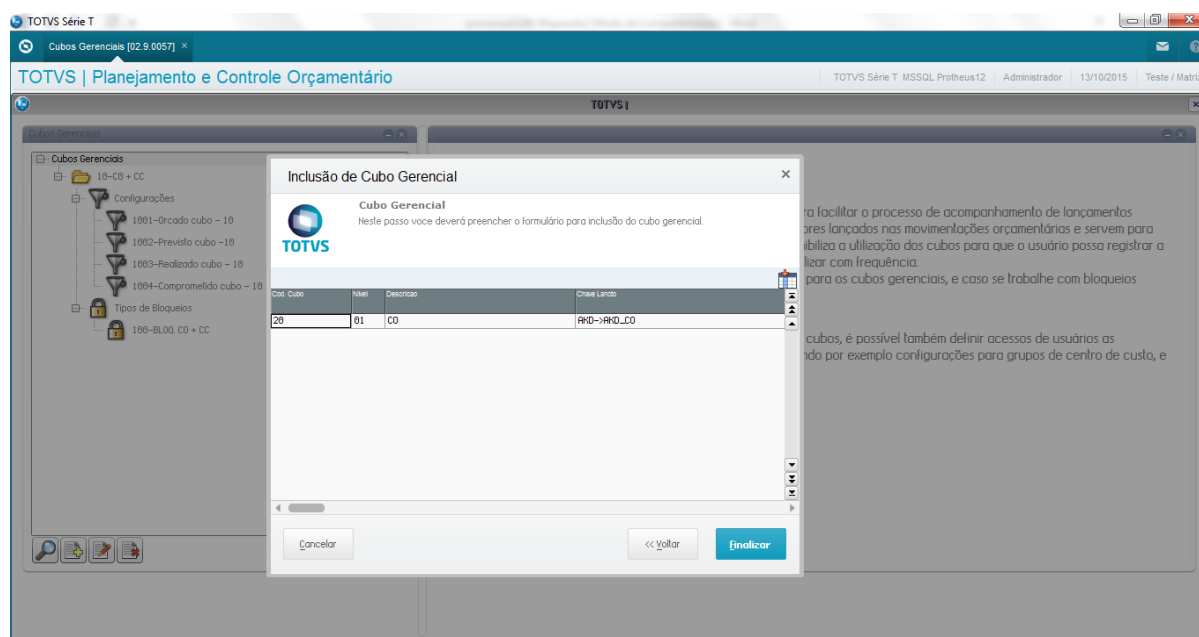 TOTVS Série T
Cubos Gerenciais [02.9.0057] ×
TOTVS | Planejamento e Controle Orçamentário
TOTVS Série T MSSQL Protheus12
Administrador
13/10/2015
Teste / Matriz
TOTVS |
Cubos Gerenciais
Cubos Gerenciais
10-CO + CC
Configurações
1001-Orcado cubo - 10
1002-Previsto cubo -10
1003-Realizado cubo - 10
1004-Comprometido cubo - 10
Tipos de Bloqueios
100-BLOQ. CO + CC
Inclusão de Cubo Gerencial
TOTVS
Cubo Gerencial
Neste passo voce deverá preencher o formulário para inclusão do cubo gerencial.
Cod. Cubo Nivel Descricao Chave Lancto
20 01 CO AKD->AKD_CO
Cancelar
<< Voltar
Finalizar
ra facilitar o processo de acompanhamento de lançamentos
ores lançados nas movimentações orçamentárias e servem para
ibiliza a utilização dos cubos para que o usuário possa registrar a
lizar com frequência.
para os cubos gerenciais, e caso se trabalhe com bloqueios
cubos, é possível também definir acessos de usuários as
ndo por exemplo configurações para grupos de centro de custo, e